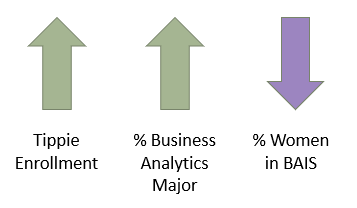 Tippie
Enrollment
% Business
Analytics
Major
% Women
in BAIS